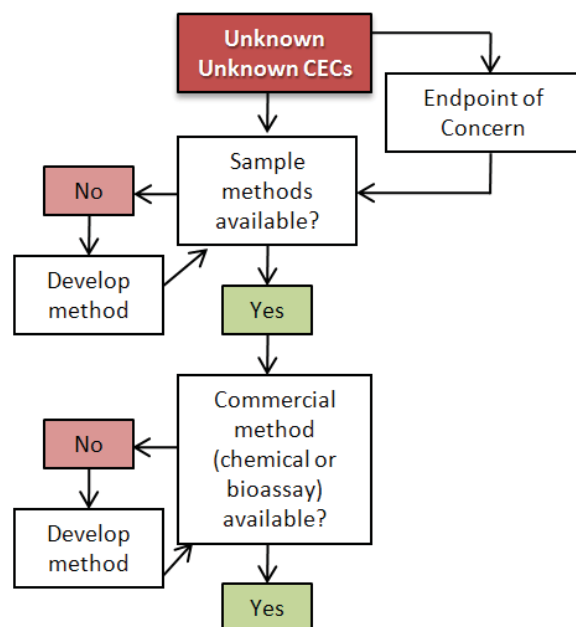 Unknown
Unknown CECs
Endpoint of
Concern
Sample
methods
available?
No
Develop
method
Yes
Commercial
method
(chemical or
bioassay)
available?
No
Develop
method
Yes